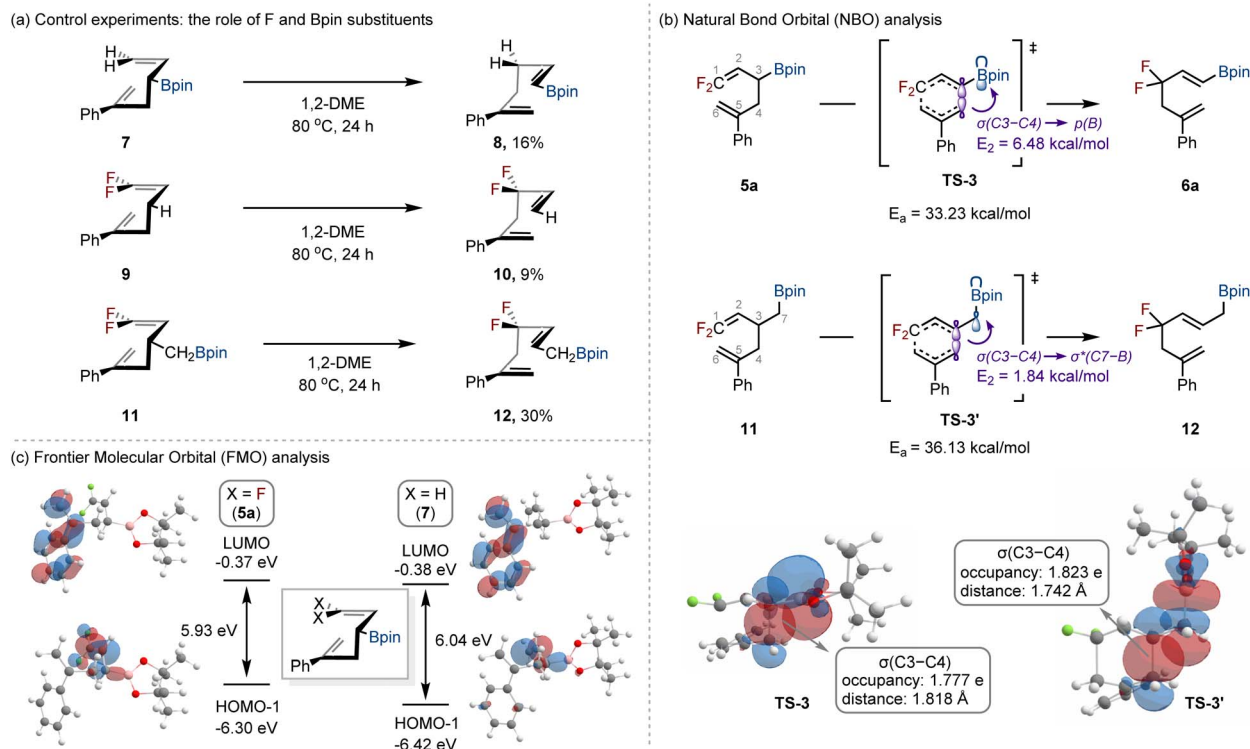 (a) Control experiments: the role of F and Bpin substituents
H
H
Bpin
Ph
7
1,2-DME
80 °C, 24 h
H
H
Bpin
Ph
8, 16%
F
F
H
Ph
9
1,2-DME
80 °C, 24 h
F
F
H
Ph
10, 9%
F
F
CH2Bpin
Ph
11
1,2-DME
80 °C, 24 h
F
F
CH2Bpin
Ph
12, 30%
(b) Natural Bond Orbital (NBO) analysis
1
2
3
Bpin
F2C
5
6
4
Ph
5a
‡
Bpin
F2C
σ(C3−C4) → p(B)
E2 = 6.48 kcal/mol
Ph
TS-3
Ea = 33.23 kcal/mol
F
F
Bpin
Ph
6a
Bpin
1
2
3
7
F2C
5
6
4
Ph
11
‡
Bpin
F2C
σ(C3−C4) → σ*(C7−B)
E2 = 1.84 kcal/mol
Ph
TS-3'
Ea = 36.13 kcal/mol
Bpin
F
F
Ph
12
σ(C3−C4)
occupancy: 1.777 e
distance: 1.818 Å
TS-3
σ(C3−C4)
occupancy: 1.823 e
distance: 1.742 Å
TS-3'
(c) Frontier Molecular Orbital (FMO) analysis
X = F
(5a)
LUMO
-0.37 eV
5.93 eV
HOMO-1
-6.30 eV
X
X
Bpin
Ph
X = H
(7)
LUMO
-0.38 eV
6.04 eV
HOMO-1
-6.42 eV